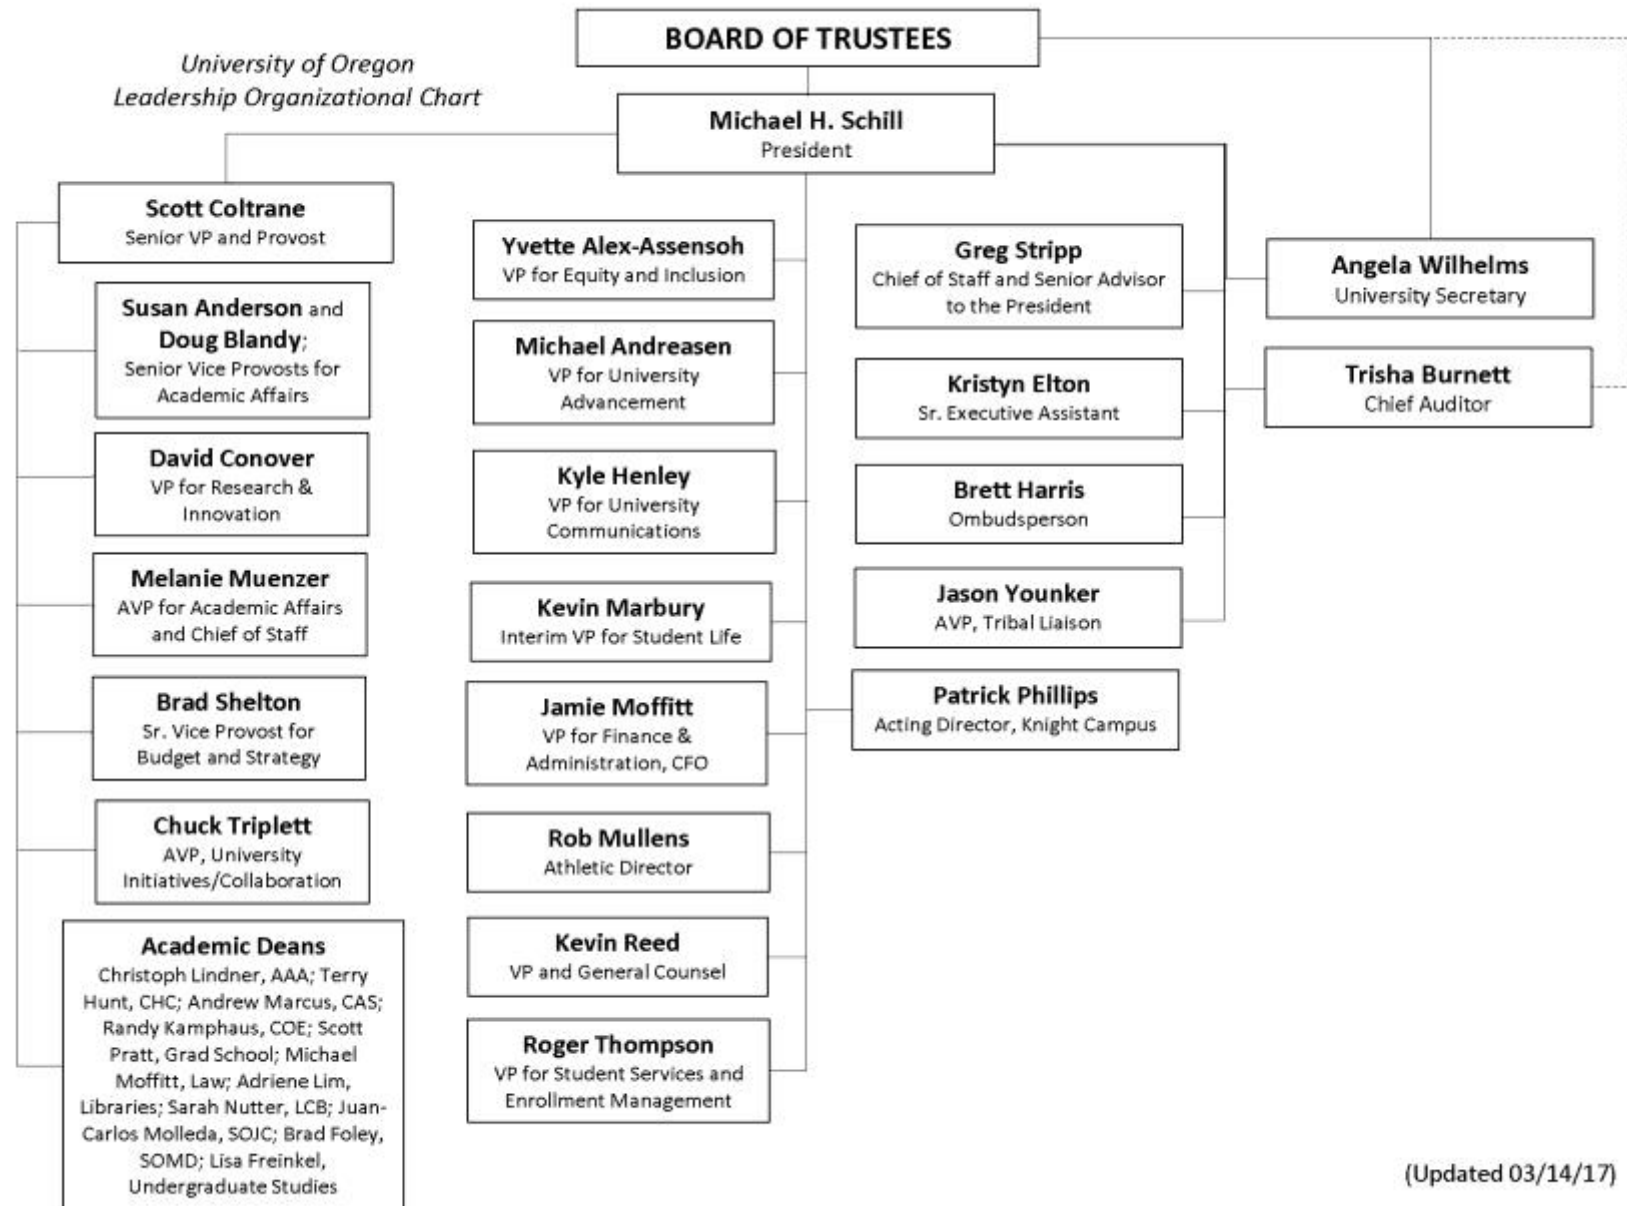 BOARD OF TRUSTEES
University of Oregon
Leadership Organizational Chart
Michael H. Schill
President
Scott Coltrane
Senior VP and Provost
Susan Anderson and
Doug Blandy;
Senior Vice Provosts for
Academic Affairs
David Conover
VP for Research &
Innovation
Melanie Muenzer
AVP for Academic Affairs
and Chief of Staff
Brad Shelton
Sr. Vice Provost for
Budget and Strategy
Chuck Triplett
AVP, University
Initiatives/Collaboration
Academic Deans
Christoph Lindner, AAA; Terry
Hunt, CHC; Andrew Marcus, CAS;
Randy Kamphaus, COE; Scott
Pratt, Grad School; Michael
Moffitt, Law; Adriene Lim,
Libraries; Sarah Nutter, LCB; Juan-
Carlos Molleda, SOJC; Brad Foley,
SOMD; Lisa Freinkel,
Undergraduate Studies
Yvette Alex-Assensoh
VP for Equity and Inclusion
Michael Andreasen
VP for University
Advancement
Kyle Henley
VP for University
Communications
Kevin Marbury
Interim VP for Student Life
Jamie Moffitt
VP for Finance &
Administration, CFO
Rob Mullens
Athletic Director
Kevin Reed
VP and General Counsel
Roger Thompson
VP for Student Services and
Enrollment Management
Greg Stripp
Chief of Staff and Senior Advisor
to the President
Kristyn Elton
Sr. Executive Assistant
Brett Harris
Ombudsperson
Jason Younker
AVP, Tribal Liaison
Patrick Phillips
Acting Director, Knight Campus
Angela Wilhelms
University Secretary
Trisha Burnett
Chief Auditor
(Updated 03/14/17)